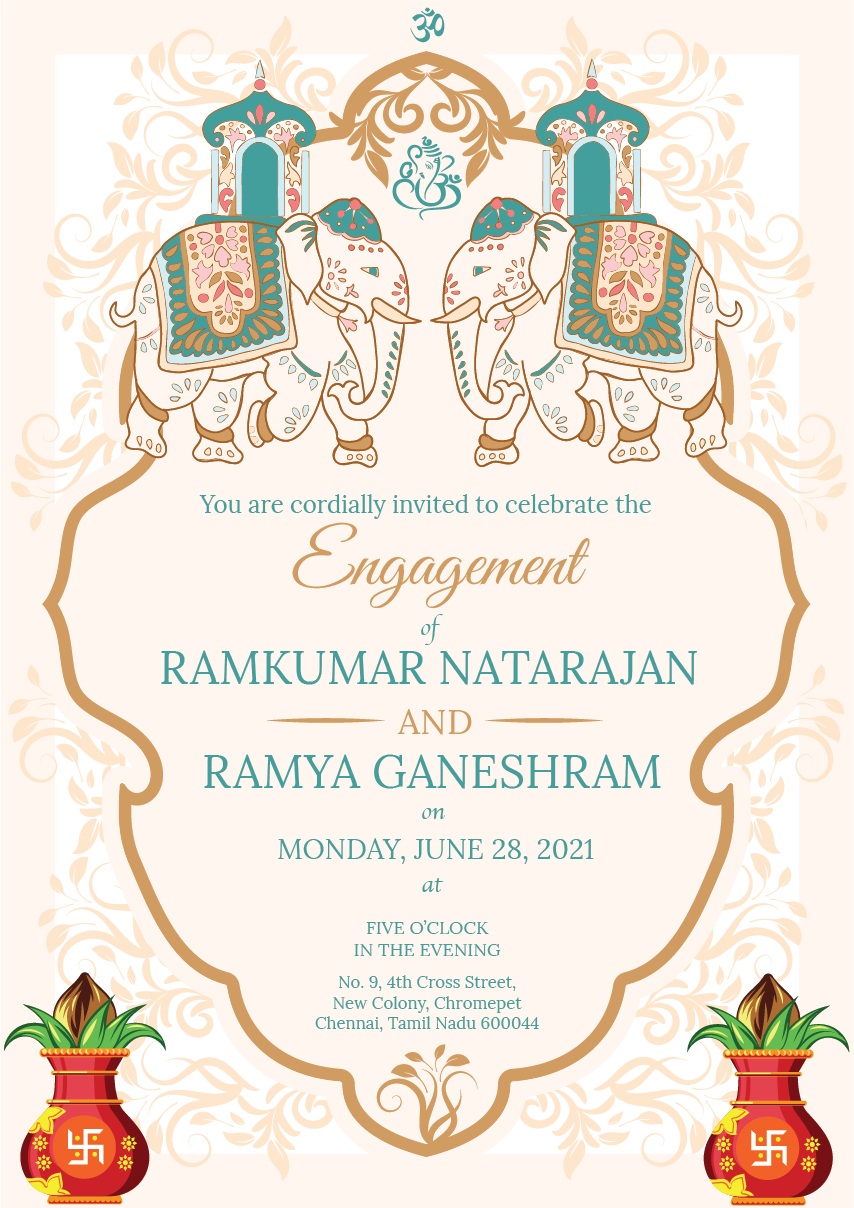 ॐ
You are cordially invited to celebrate the
Engagement
of
RAMKUMAR NATARAJAN
AND
RAMYA GANESHRAM
on
MONDAY, JUNE 28, 2021
at
FIVE O’CLOCK
IN THE EVENING
No. 9, 4th Cross Street,
New Colony, Chromepet
Chennai, Tamil Nadu 600044